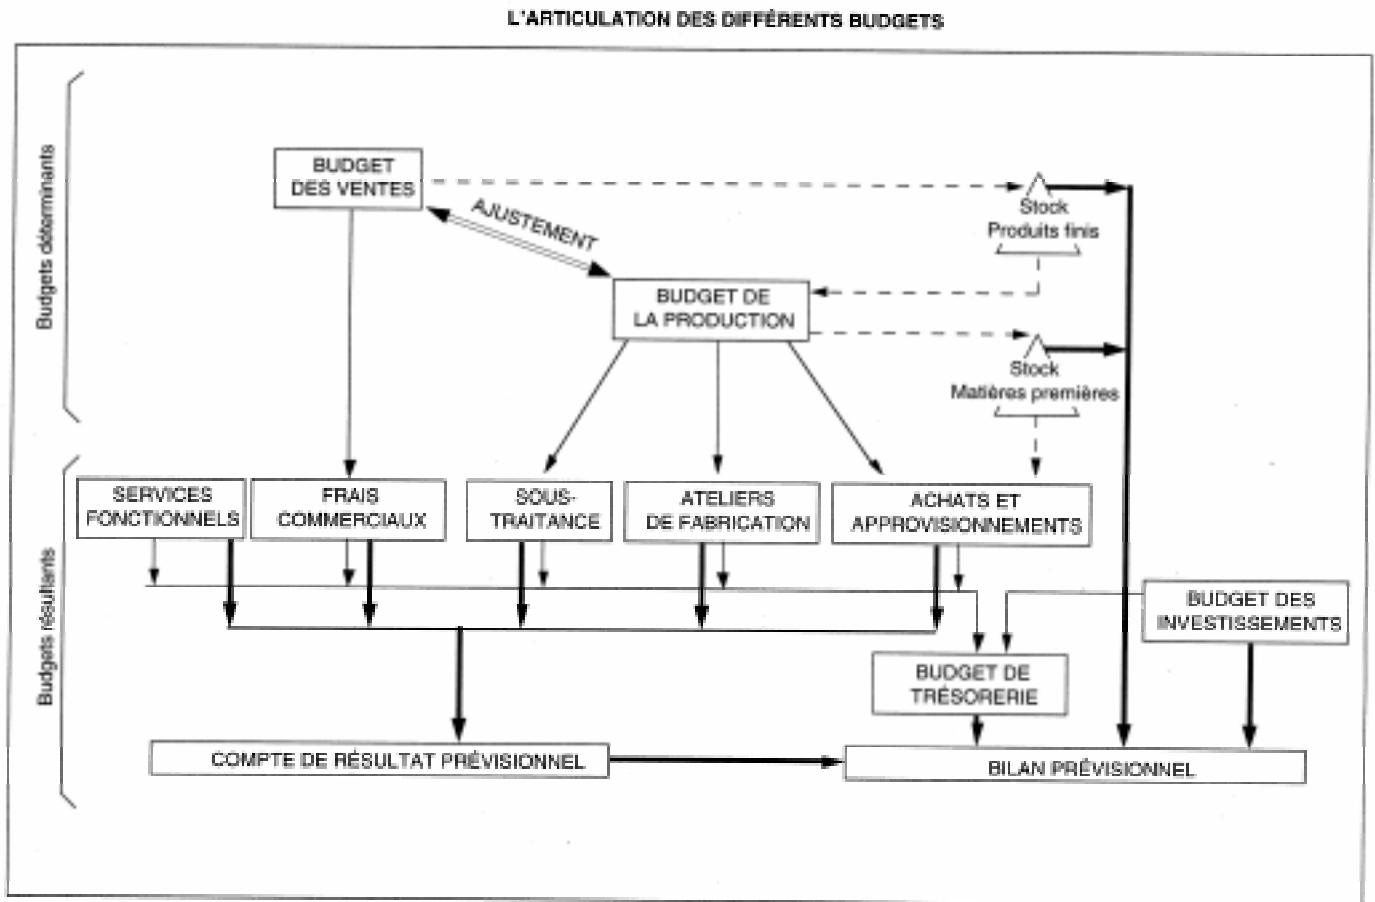 L'ARTICULATION DES DIFFÉRENTS BUDGETS
Budgets déterminants
BUDGET
DES VENTES
AJUSTEMENT
Stock
Produits finis
BUDGET DE
LA PRODUCTION
Stock
Matières premières
Budgets résultants
SERVICES
FONCTIONNELS
FRAIS
COMMERCIAUX
SOUS-
TRAITANCE
ATELIERS
DE FABRICATION
ACHATS ET
APPROVISIONNEMENTS
BUDGET DES
INVESTISSEMENTS
BUDGET DE
TRÉSORERIE
COMPTE DE RÉSULTAT PRÉVISIONNEL
BILAN PRÉVISIONNEL